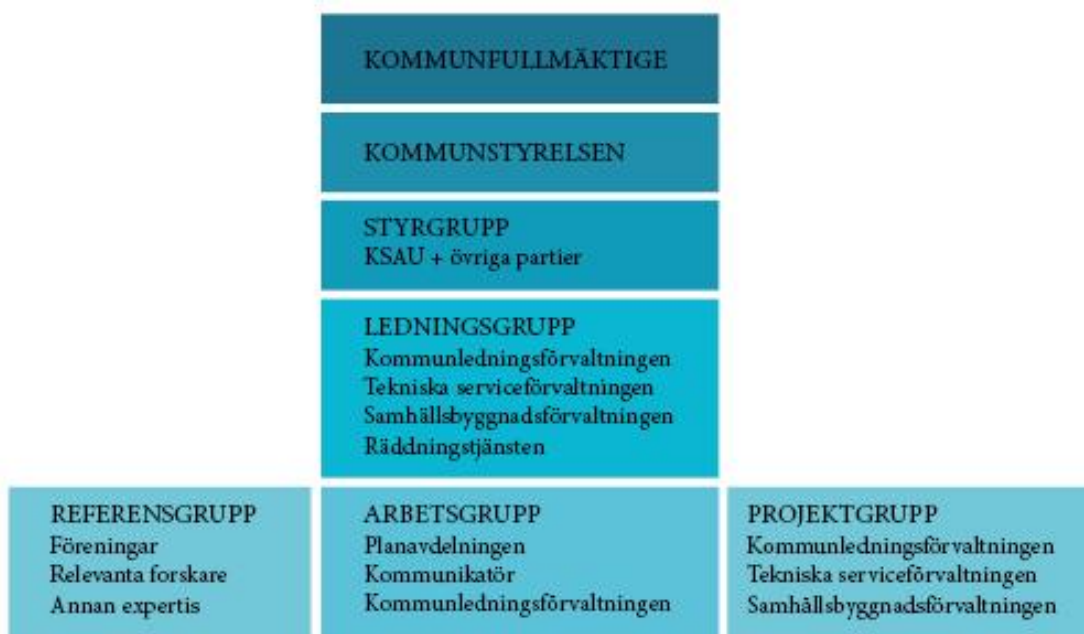 KOMMUNFULLMÄKTIGE
KOMMUNSTYRELSEN
STYRGRUPP
KSAU + övriga partier
LEDNINGSGRUPP
Kommunledningsförvaltningen
Tekniska serviceförvaltningen
Samhällsbyggnadsförvaltningen
Räddningstjänsten
REFERENSGRUPP
Föreningar
Relevanta forskare
Annan expertis
ARBETSGRUPP
Planavdelningen
Kommunikatör
Kommunledningsförvaltningen
PROJEKTGRUPP
Kommunledningsförvaltningen
Tekniska serviceförvaltningen
Samhällsbyggnadsförvaltningen